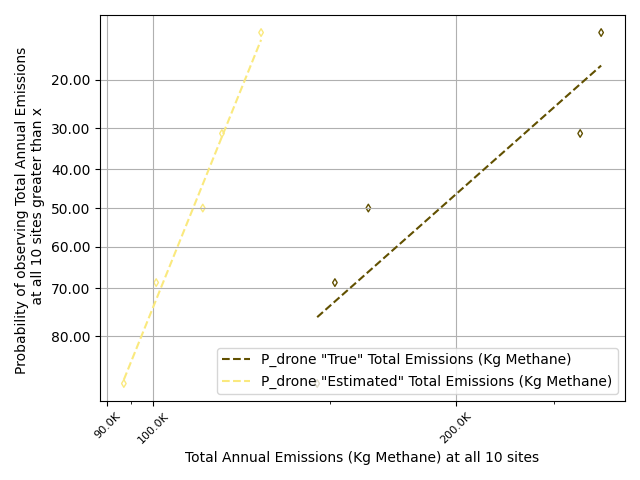 Probability of observing Total Annual Emissions
at all 10 sites greater than x
20.00
30.00
40.00
50.00
60.00
70.00
80.00
P_drone "True" Total Emissions (Kg Methane)
P_drone "Estimated" Total Emissions (Kg Methane)
90.0K
100.0K
200.0K
Total Annual Emissions (Kg Methane) at all 10 sites